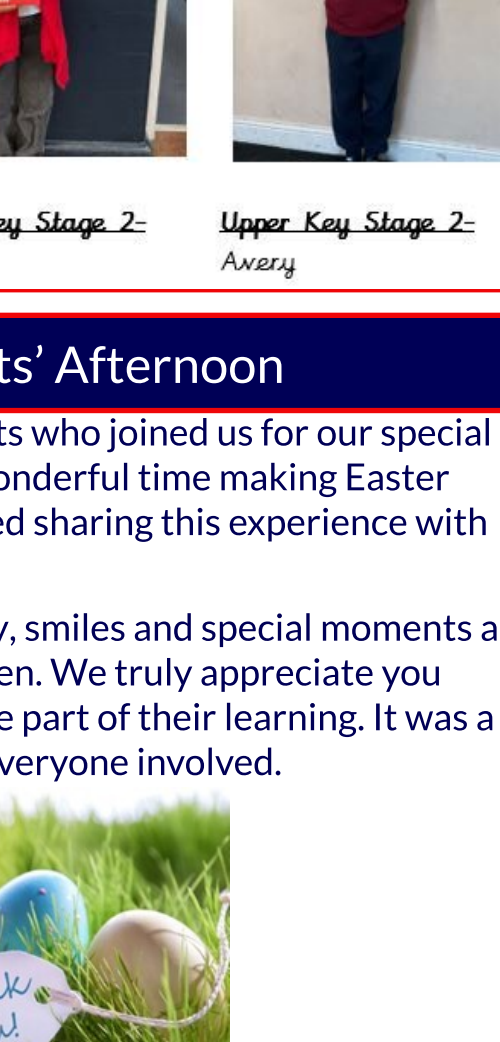 ey Stage 2-
Upper Key Stage 2-
Avery
ts’ Afternoon
ts who joined us for our special
onderful time making Easter
ed sharing this experience with
y, smiles and special moments a
en. We truly appreciate you
e part of their learning. It was a
veryone involved.